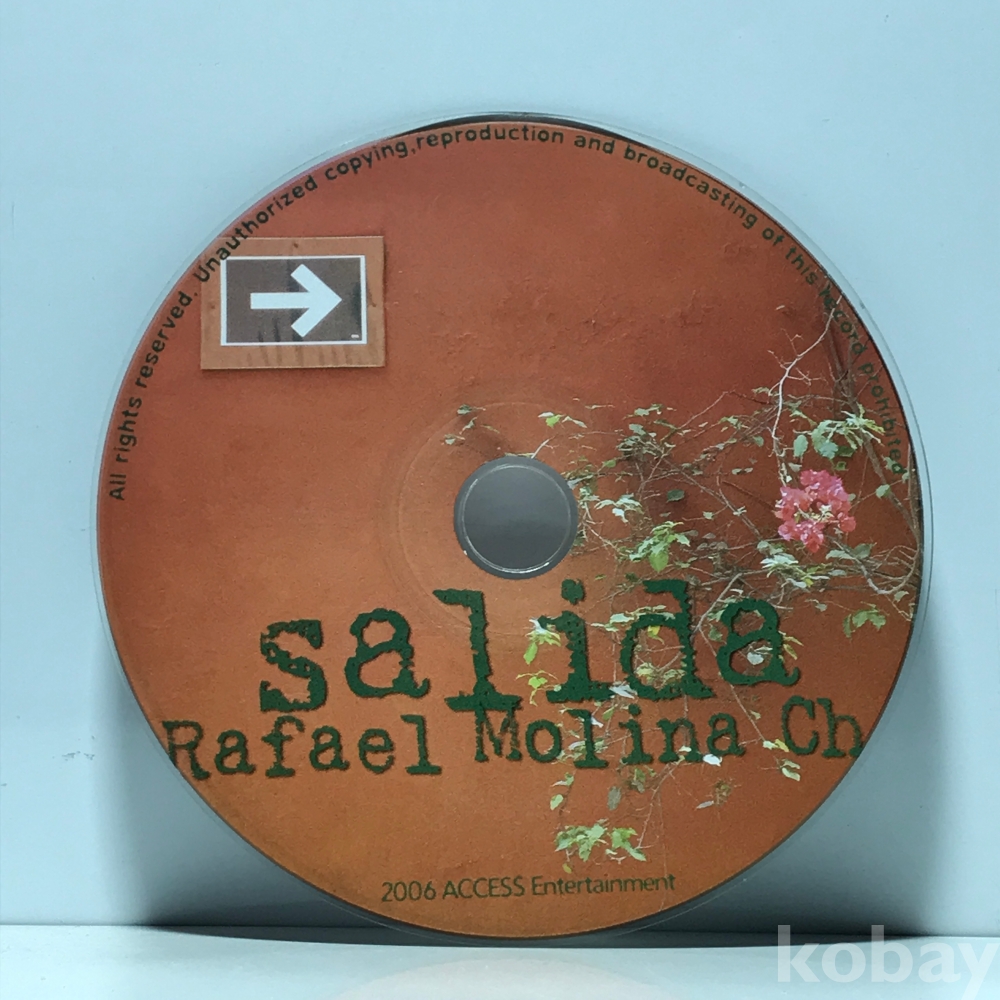 All rights reserved. Unauthorized copying,reproduction and broadcasting of this record prohibited
salida
Rafael Molina Ch
2006 ACCESS Entertainment
kobay